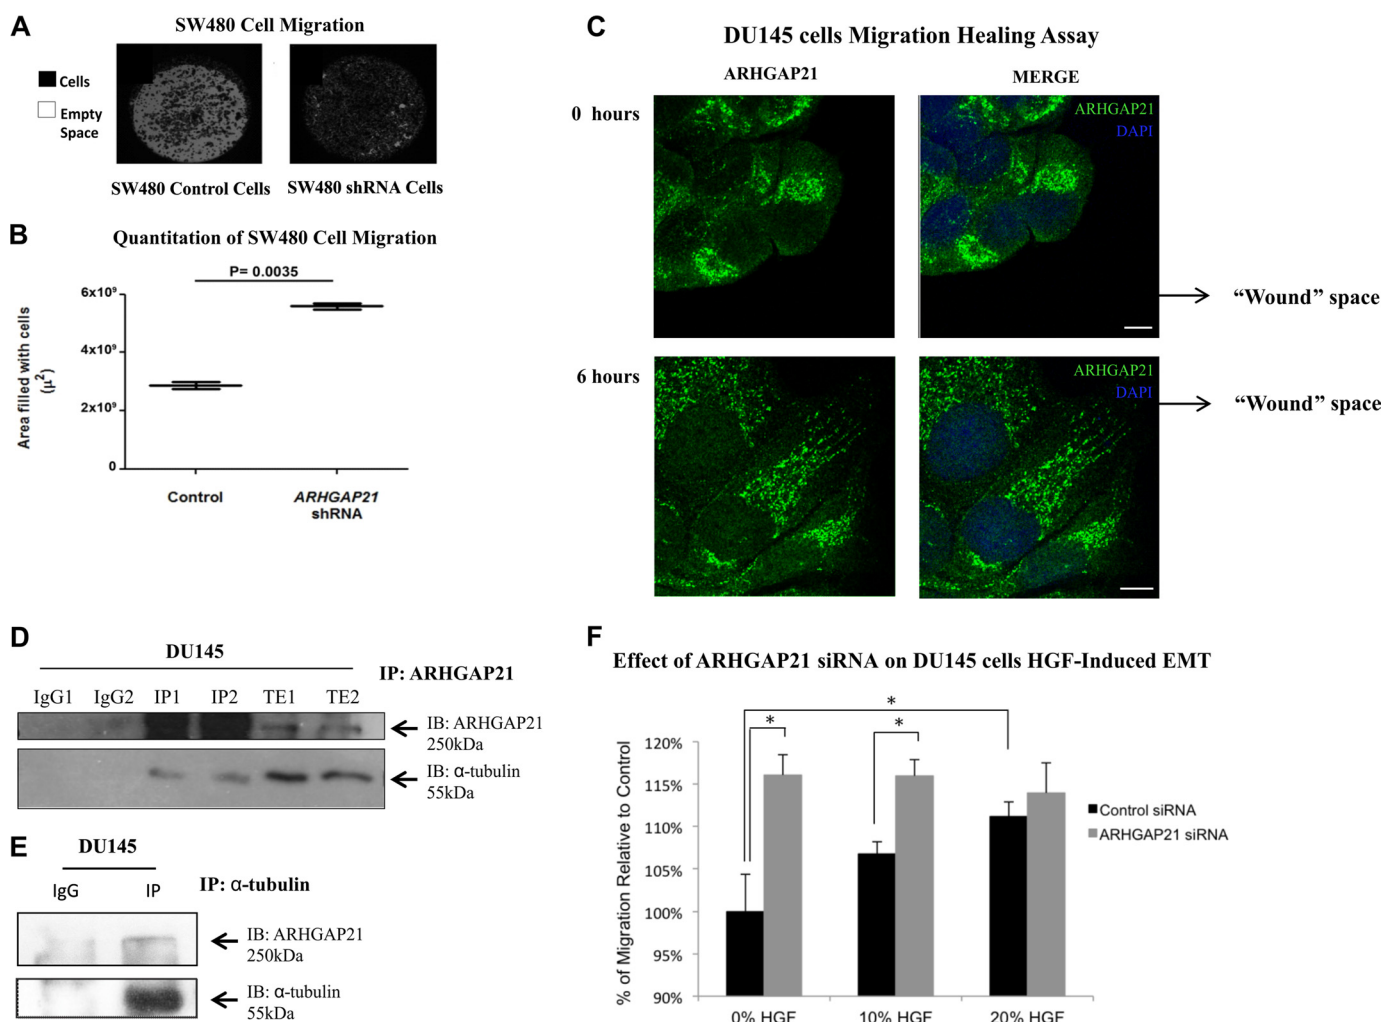 A
SW480 Cell Migration
Cells
Empty
Space
SW480 Control Cells
SW480 shRNA Cells
B
Quantitation of SW480 Cell Migration
P= 0.0035
Area filled with cells
(μ²)
6x10⁹
4x10⁹
2x10⁹
0
Control
ARHGAP21
shRNA
C
DU145 cells Migration Healing Assay
ARHGAP21
MERGE
0 hours
ARHGAP21
DAPI
“Wound” space
6 hours
ARHGAP21
DAPI
“Wound” space
D
DU145
IP: ARHGAP21
IgG1 IgG2 IP1 IP2 TE1 TE2
IB: ARHGAP21
250kDa
IB: α-tubulin
55kDa
E
DU145
IgG IP
IP: α-tubulin
IB: ARHGAP21
250kDa
IB: α-tubulin
55kDa
F
Effect of ARHGAP21 siRNA on DU145 cells HGF-Induced EMT
*
* *
% of Migration Relative to Control
120%
115%
110%
105%
100%
95%
90%
Control siRNA
ARHGAP21 siRNA
0% HGF 10% HGF 20% HGF